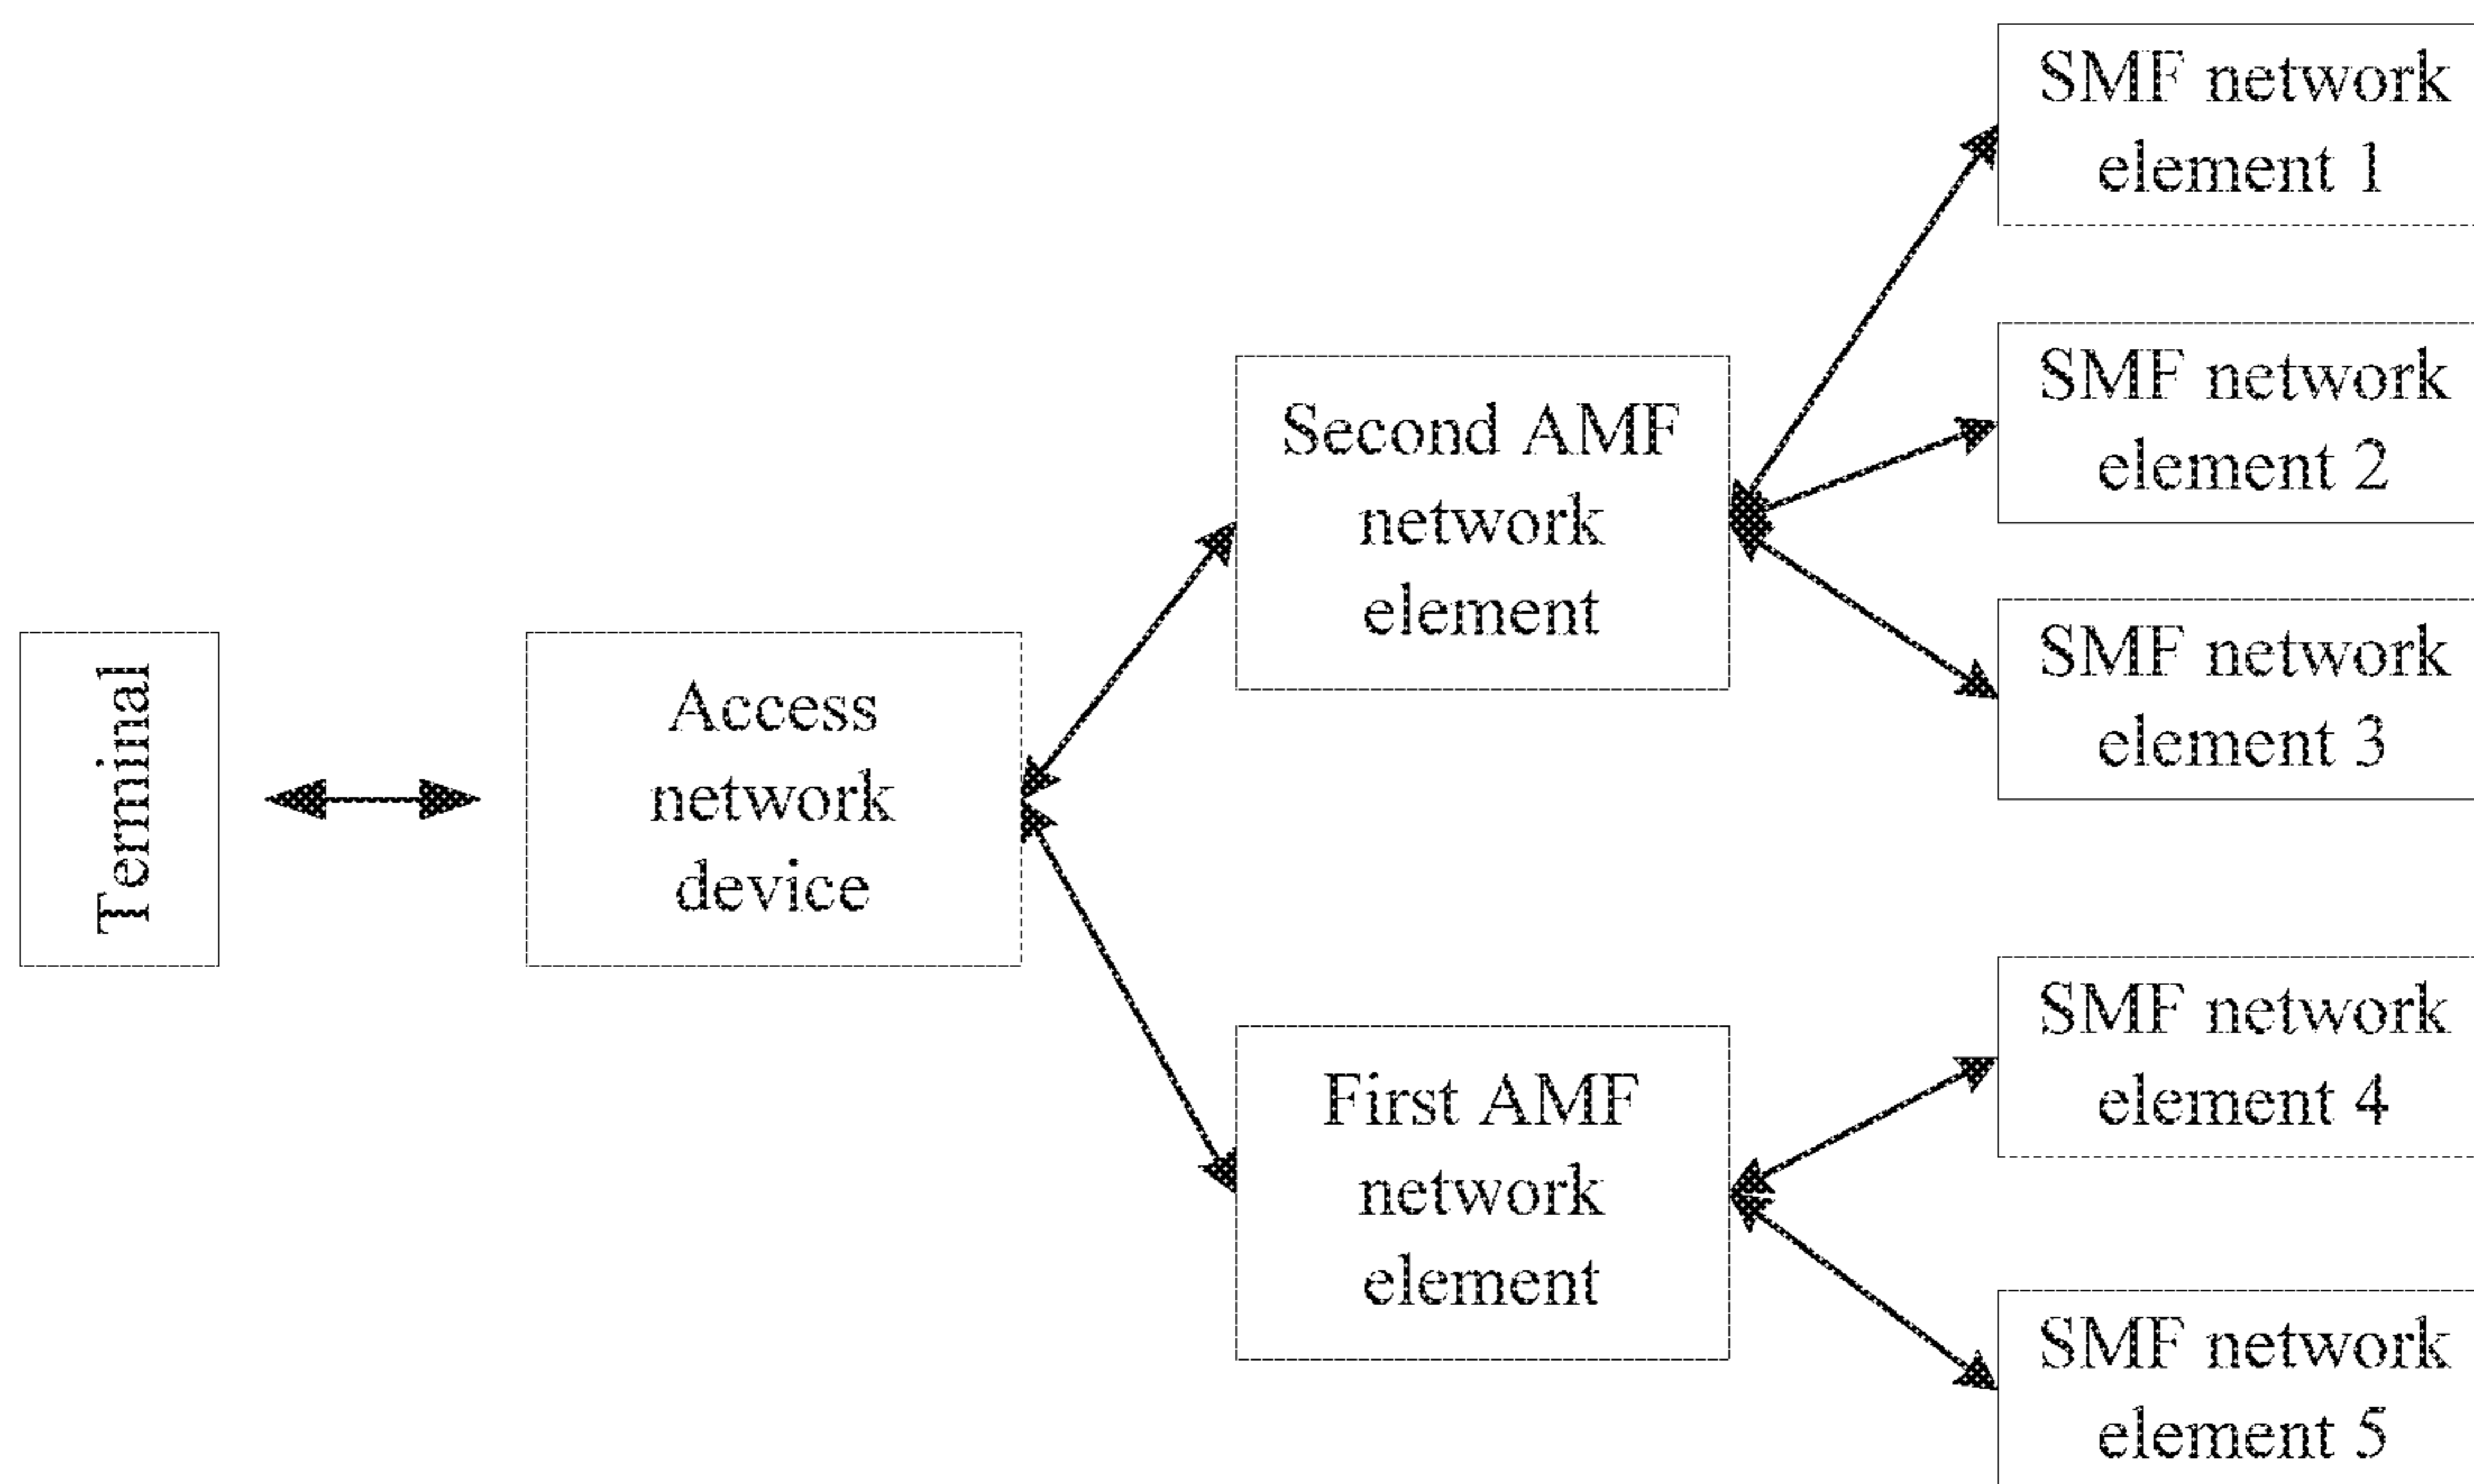 Terminal
Access
network
device
Second AMF
network
element
First AMF
network
element
SMF network
element 1
SMF network
element 2
SMF network
element 3
SMF network
element 4
SMF network
element 5